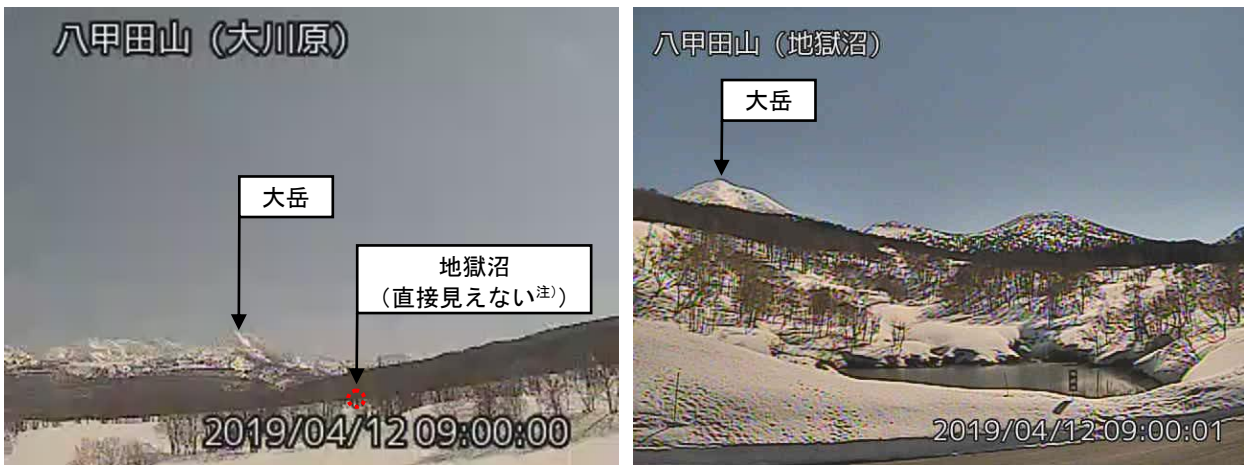 八甲田山（大川原）
大岳
地獄沼
（直接見えない注））
2019/04/12 09:00:00
八甲田山（地獄沼）
大岳
2019/04/12 09:00:01